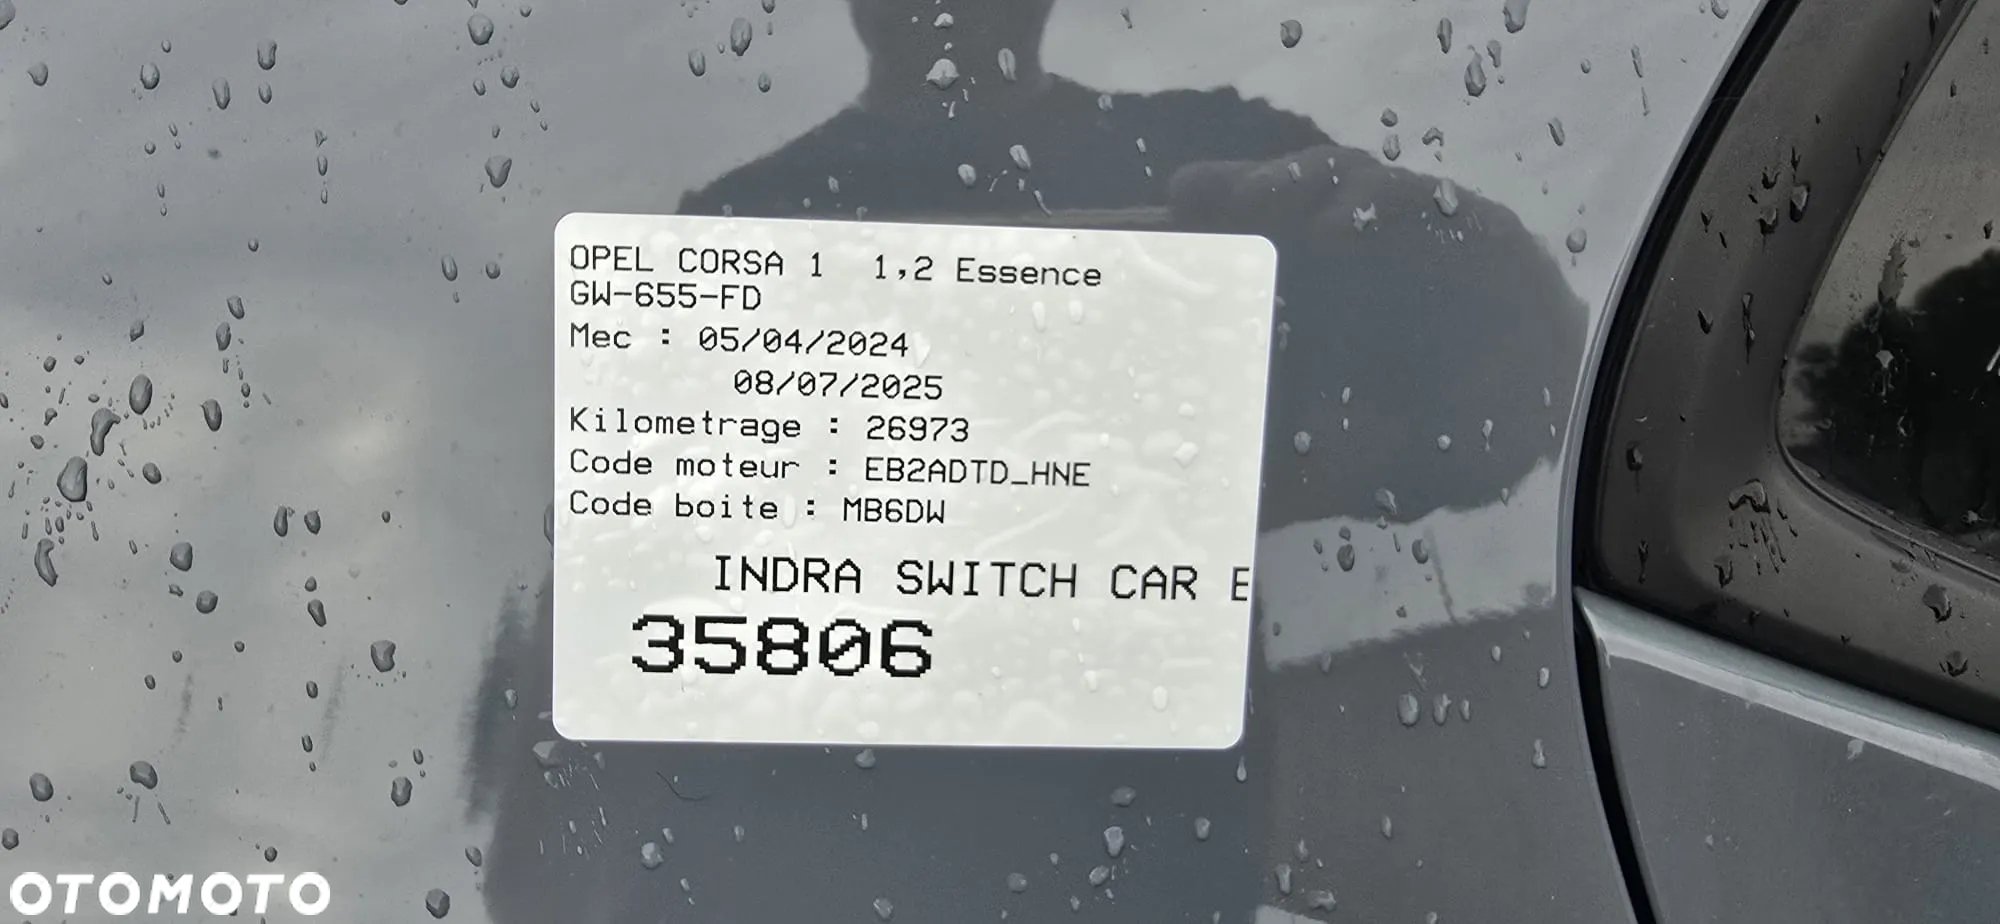 OPEL CORSA 1  1,2 Essence
GW-655-FD
Mec : 05/04/2024
08/07/2025
Kilometrage : 26973
Code moteur : EB2ADTD_HNE
Code boite : MB6DW
INDRA SWITCH CAR E
35806
OTOMOTO